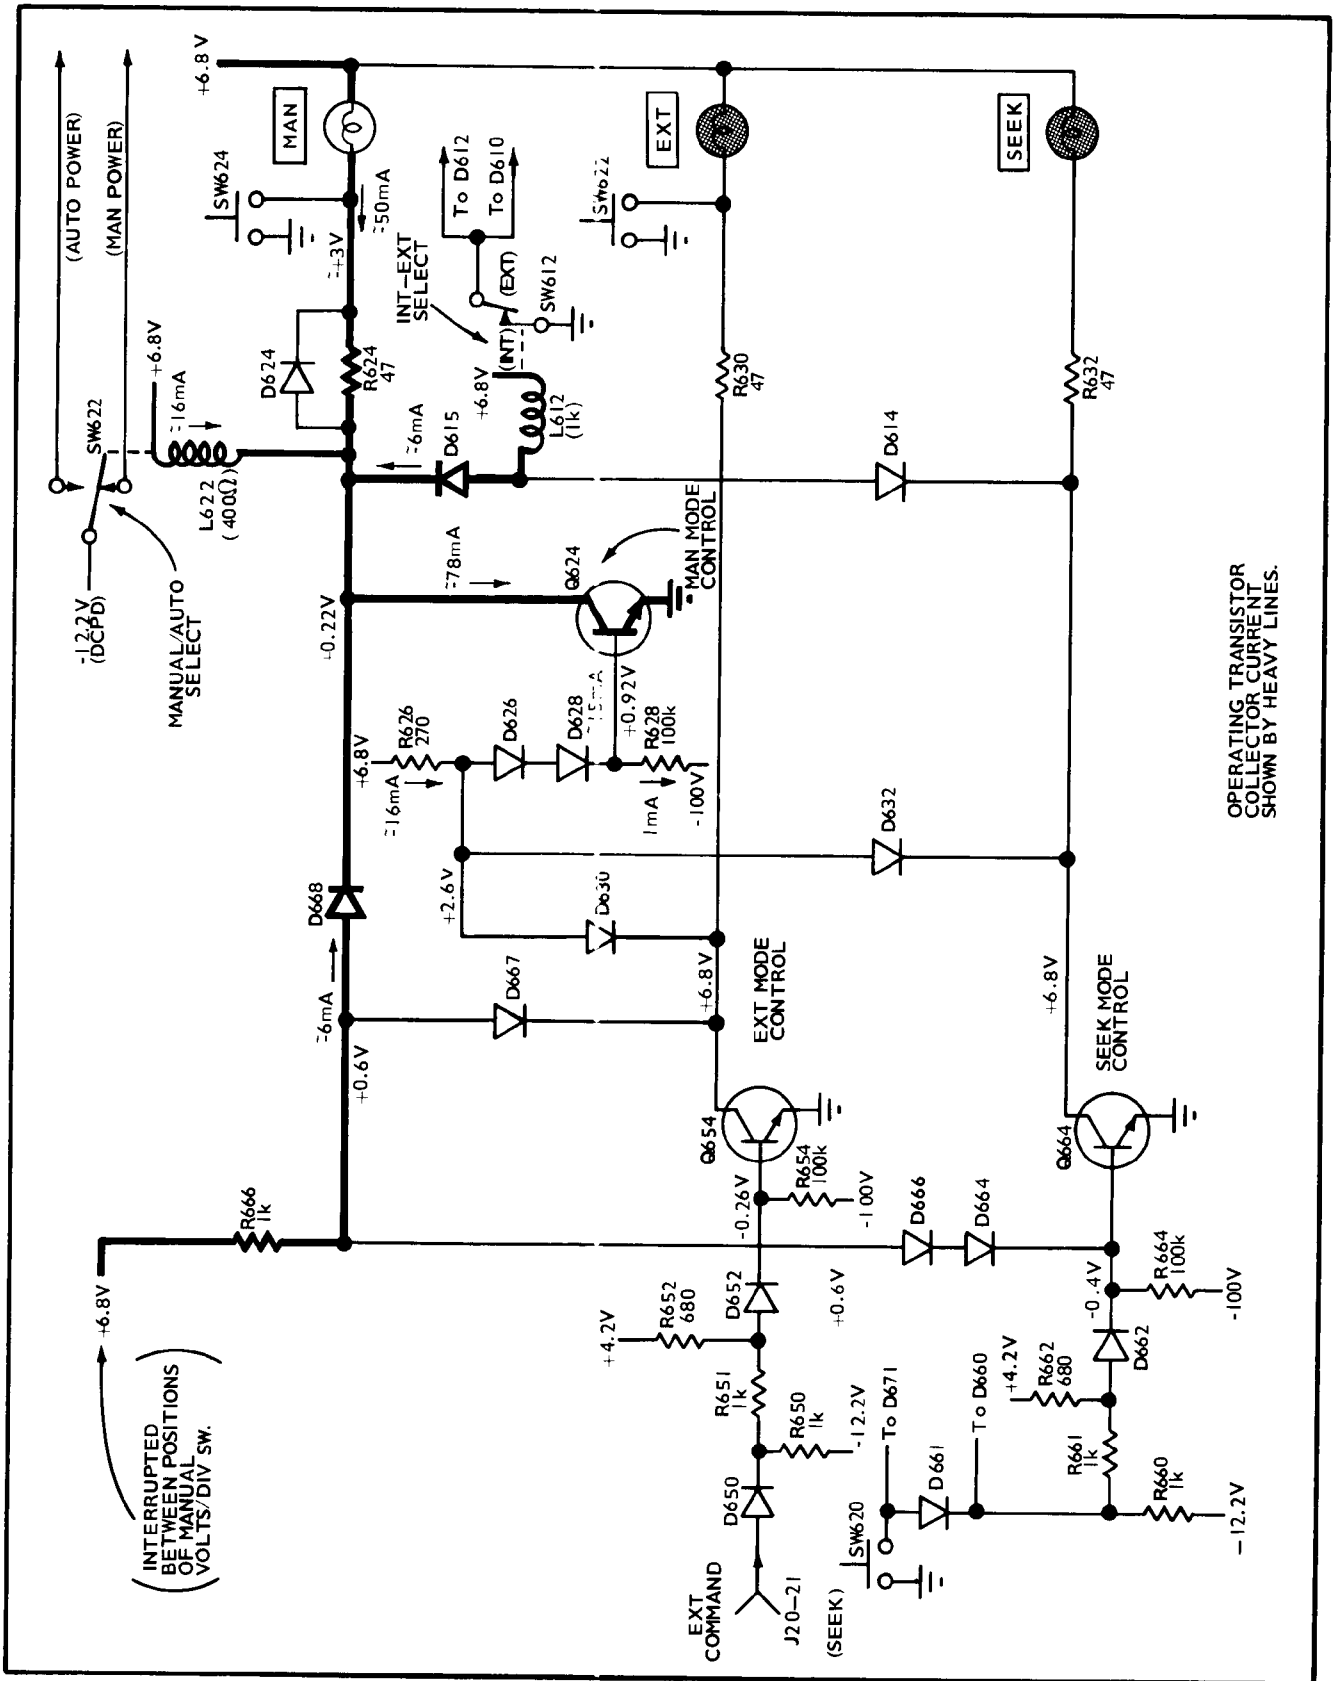 +6.8V
(AUTO POWER)
(MAN POWER)
MAN
SW624
≈50mA
≈+3V
To D612
To D610
INT-EXT
SELECT
(EXT)
(INT)
SW612
EXT
SW622
SEEK
SW622
+6.8V
≈16mA
L622
(400Ω)
-12.2V
(DCPD)
MANUAL/AUTO
SELECT
D624
R624
47
+6.8V
L612
(1k)
≈6mA
D615
R630
47
R632
47
D614
≈78mA
Q624
MAN MODE
CONTROL
+0.22V
+6.8V
R626
270
≈16mA
D626
D628
≈15mA
+0.92V
R628
100k
1mA
-100V
D632
D668
≈6mA
+2.6V
D630
D667
+0.6V
+6.8V
EXT MODE
CONTROL
+6.8V
SEEK MODE
CONTROL
R666
1k
+6.8V
(INTERRUPTED
BETWEEN POSITIONS
OF MANUAL
VOLTS/DIV SW.)
Q654
-0.26V
R654
100k
-100V
Q664
D666
D664
-0.4V
R664
100k
-100V
+4.2V
R652
680
D652
+0.6V
R651
1k
R650
1k
-12.2V
D650
EXT
COMMAND
J20-21
To D671
To D660
+4.2V
R662
680
D662
R661
1k
R660
1k
-12.2V
D661
SW620
(SEEK)
OPERATING TRANSISTOR
COLLECTOR CURRENT
SHOWN BY HEAVY LINES.